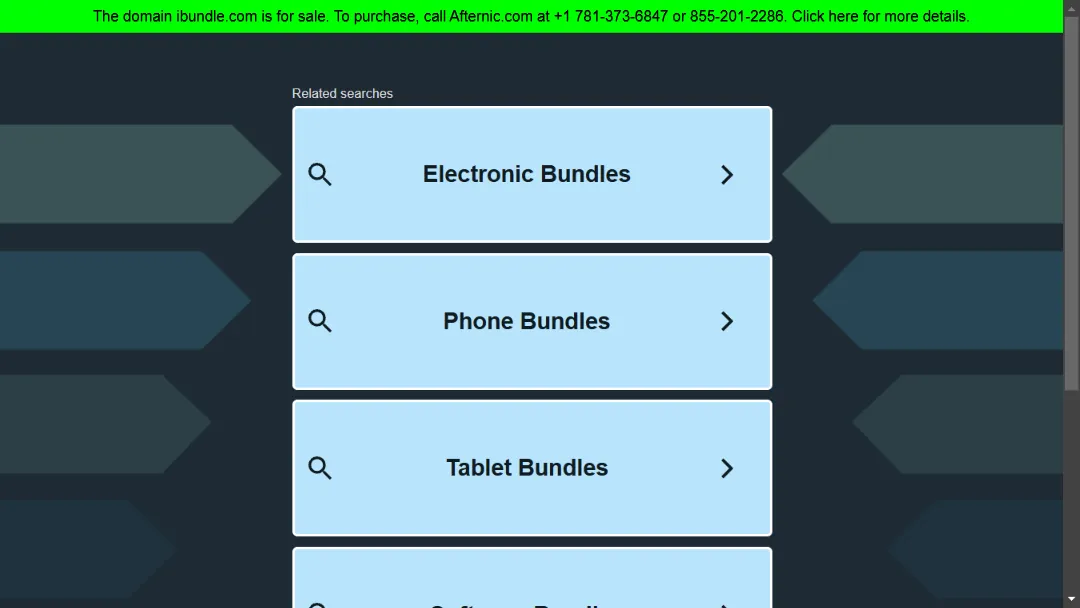 The domain ibundle.com is for sale. To purchase, call Afternic.com at +1 781-373-6847 or 855-201-2286. Click here for more details.
Related searches
Electronic Bundles
Phone Bundles
Tablet Bundles